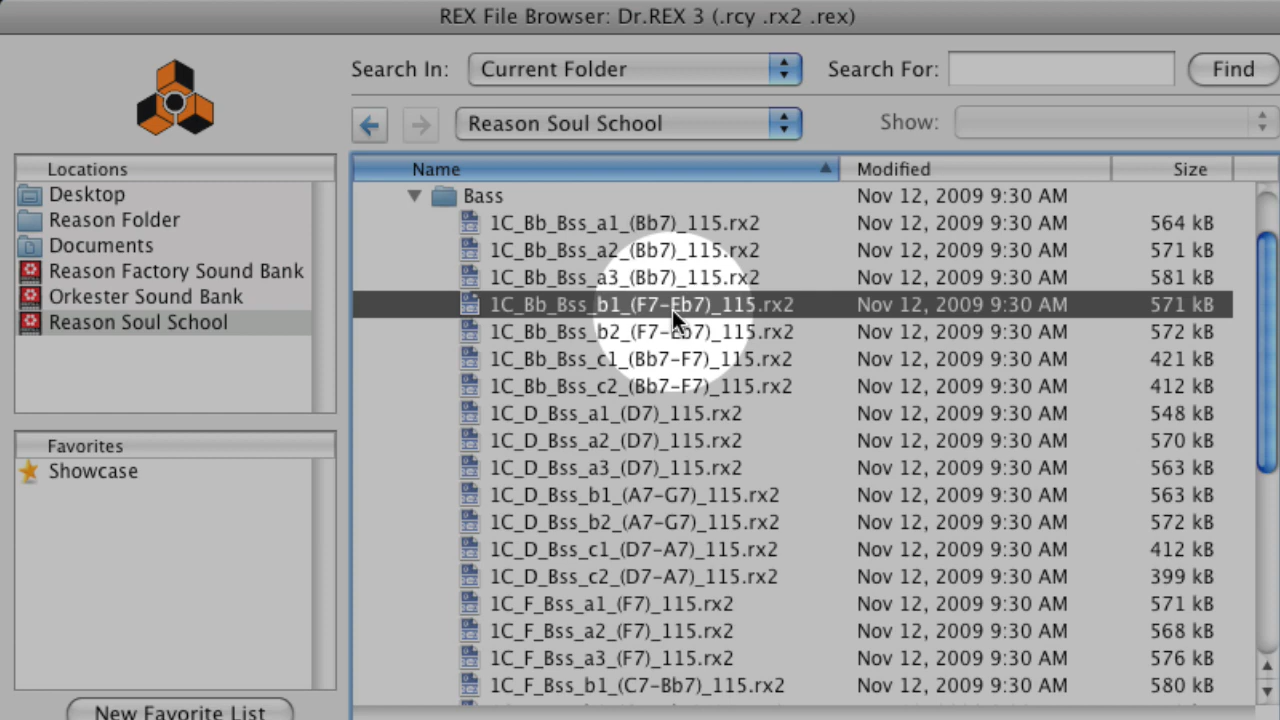 REX File Browser: Dr.REX 3 (.rcy .rx2 .rex)
Search In: Current Folder Search For: Find
Reason Soul School Show:
Locations
Desktop
Reason Folder
Documents
Reason Factory Sound Bank
Orkester Sound Bank
Reason Soul School
Favorites
Showcase
New Favorite List
Name Modified Size
Bass Nov 12, 2009 9:30 AM
1C_Bb_Bss_a1_(Bb7)_115.rx2 Nov 12, 2009 9:30 AM 564 kB
1C_Bb_Bss_a2_(Bb7)_115.rx2 Nov 12, 2009 9:30 AM 571 kB
1C_Bb_Bss_a3_(Bb7)_115.rx2 Nov 12, 2009 9:30 AM 581 kB
1C_Bb_Bss_b1_(F7-Eb7)_115.rx2 Nov 12, 2009 9:30 AM 551 kB
1C_Bb_Bss_b2_(F7-Eb7)_115.rx2 Nov 12, 2009 9:30 AM 572 kB
1C_Bb_Bss_c1_(Bb7-F7)_115.rx2 Nov 12, 2009 9:30 AM 421 kB
1C_Bb_Bss_c2_(Bb7-F7)_115.rx2 Nov 12, 2009 9:30 AM 412 kB
1C_D_Bss_a1_(D7)_115.rx2 Nov 12, 2009 9:30 AM 548 kB
1C_D_Bss_a2_(D7)_115.rx2 Nov 12, 2009 9:30 AM 570 kB
1C_D_Bss_a3_(D7)_115.rx2 Nov 12, 2009 9:30 AM 563 kB
1C_D_Bss_b1_(A7-G7)_115.rx2 Nov 12, 2009 9:30 AM 563 kB
1C_D_Bss_b2_(A7-G7)_115.rx2 Nov 12, 2009 9:30 AM 572 kB
1C_D_Bss_c1_(D7-A7)_115.rx2 Nov 12, 2009 9:30 AM 412 kB
1C_D_Bss_c2_(D7-A7)_115.rx2 Nov 12, 2009 9:30 AM 399 kB
1C_F_Bss_a1_(F7)_115.rx2 Nov 12, 2009 9:30 AM 571 kB
1C_F_Bss_a2_(F7)_115.rx2 Nov 12, 2009 9:30 AM 568 kB
1C_F_Bss_a3_(F7)_115.rx2 Nov 12, 2009 9:30 AM 576 kB
1C_F_Bss_b1_(C7-Bb7)_115.rx2 Nov 12, 2009 9:30 AM 580 kB